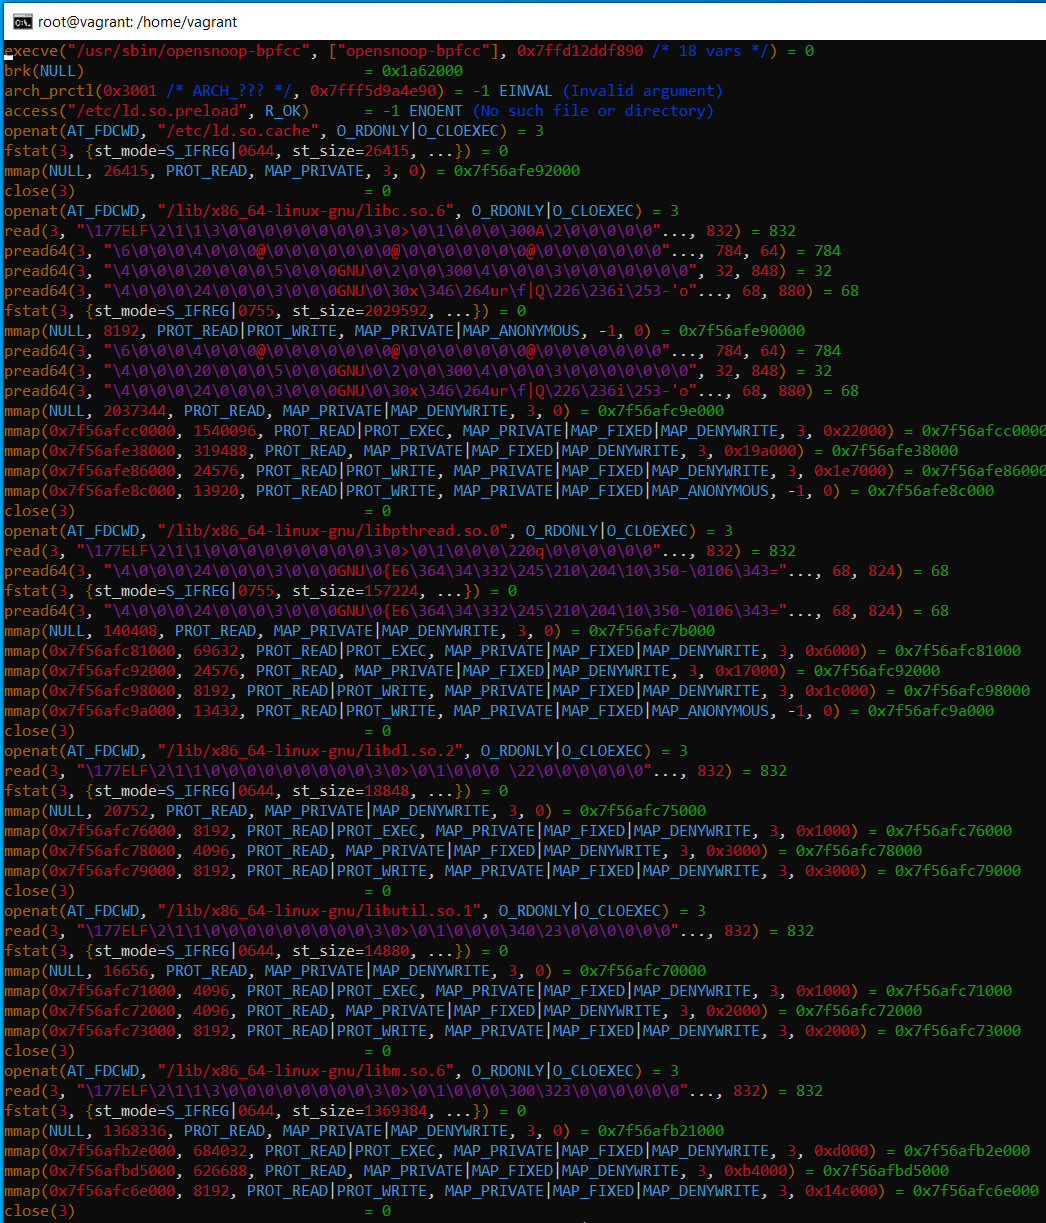 root@vagrant: /home/vagrant
execve("/usr/sbin/opensnoop-bpfcc", ["opensnoop-bpfcc"], 0x7ffd12ddf890 /* 18 vars */) = 0
brk(NULL)                               = 0x1a62000
arch_prctl(0x3001 /* ARCH_??? */, 0x7fff5d9a4e90) = -1 EINVAL (Invalid argument)
access("/etc/ld.so.preload", R_OK)      = -1 ENOENT (No such file or directory)
openat(AT_FDCWD, "/etc/ld.so.cache", O_RDONLY|O_CLOEXEC) = 3
fstat(3, {st_mode=S_IFREG|0644, st_size=26415, ...}) = 0
mmap(NULL, 26415, PROT_READ, MAP_PRIVATE, 3, 0) = 0x7f56afe92000
close(3)                                = 0
openat(AT_FDCWD, "/lib/x86_64-linux-gnu/libc.so.6", O_RDONLY|O_CLOEXEC) = 3
read(3, "\177ELF\2\1\1\3\0\0\0\0\0\0\0\0\3\0>\0\1\0\0\0\300A\2\0\0\0\0\0"..., 832) = 832
pread64(3, "\6\0\0\0\4\0\0\0@\0\0\0\0\0\0\0@\0\0\0\0\0\0\0@\0\0\0\0\0\0\0"..., 784, 64) = 784
pread64(3, "\4\0\0\0\20\0\0\0\5\0\0\0GNU\0\2\0\0\300\4\0\0\0\3\0\0\0\0\0\0\0", 32, 848) = 32
pread64(3, "\4\0\0\0\24\0\0\0\3\0\0\0GNU\0\30x\346\264ur\f|Q\226\236i\253-'o"..., 68, 880) = 68
fstat(3, {st_mode=S_IFREG|0755, st_size=2029592, ...}) = 0
mmap(NULL, 8192, PROT_READ|PROT_WRITE, MAP_PRIVATE|MAP_ANONYMOUS, -1, 0) = 0x7f56afe90000
pread64(3, "\6\0\0\0\4\0\0\0@\0\0\0\0\0\0\0@\0\0\0\0\0\0\0@\0\0\0\0\0\0\0"..., 784, 64) = 784
pread64(3, "\4\0\0\0\20\0\0\0\5\0\0\0GNU\0\2\0\0\300\4\0\0\0\3\0\0\0\0\0\0\0", 32, 848) = 32
pread64(3, "\4\0\0\0\24\0\0\0\3\0\0\0GNU\0\30x\346\264ur\f|Q\226\236i\253-'o"..., 68, 880) = 68
mmap(NULL, 2037344, PROT_READ, MAP_PRIVATE|MAP_DENYWRITE, 3, 0) = 0x7f56afc9e000
mmap(0x7f56afcc0000, 1540096, PROT_READ|PROT_EXEC, MAP_PRIVATE|MAP_FIXED|MAP_DENYWRITE, 3, 0x22000) = 0x7f56afcc0000
mmap(0x7f56afe38000, 319488, PROT_READ, MAP_PRIVATE|MAP_FIXED|MAP_DENYWRITE, 3, 0x19a000) = 0x7f56afe38000
mmap(0x7f56afe86000, 24576, PROT_READ|PROT_WRITE, MAP_PRIVATE|MAP_FIXED|MAP_DENYWRITE, 3, 0x1e7000) = 0x7f56afe86000
mmap(0x7f56afe8c000, 13920, PROT_READ|PROT_WRITE, MAP_PRIVATE|MAP_FIXED|MAP_ANONYMOUS, -1, 0) = 0x7f56afe8c000
close(3)                                = 0
openat(AT_FDCWD, "/lib/x86_64-linux-gnu/libpthread.so.0", O_RDONLY|O_CLOEXEC) = 3
read(3, "\177ELF\2\1\1\0\0\0\0\0\0\0\0\0\3\0>\0\1\0\0\0\220q\0\0\0\0\0\0"..., 832) = 832
pread64(3, "\4\0\0\0\24\0\0\0\3\0\0\0GNU\0{E6\364\34\332\245\210\204\10\350-\0106\343="..., 68, 824) = 68
fstat(3, {st_mode=S_IFREG|0755, st_size=157224, ...}) = 0
pread64(3, "\4\0\0\0\24\0\0\0\3\0\0\0GNU\0{E6\364\34\332\245\210\204\10\350-\0106\343="..., 68, 824) = 68
mmap(NULL, 140408, PROT_READ, MAP_PRIVATE|MAP_DENYWRITE, 3, 0) = 0x7f56afc7b000
mmap(0x7f56afc81000, 69632, PROT_READ|PROT_EXEC, MAP_PRIVATE|MAP_FIXED|MAP_DENYWRITE, 3, 0x6000) = 0x7f56afc81000
mmap(0x7f56afc92000, 24576, PROT_READ, MAP_PRIVATE|MAP_FIXED|MAP_DENYWRITE, 3, 0x17000) = 0x7f56afc92000
mmap(0x7f56afc98000, 8192, PROT_READ|PROT_WRITE, MAP_PRIVATE|MAP_FIXED|MAP_DENYWRITE, 3, 0x1c000) = 0x7f56afc98000
mmap(0x7f56afc9a000, 13432, PROT_READ|PROT_WRITE, MAP_PRIVATE|MAP_FIXED|MAP_ANONYMOUS, -1, 0) = 0x7f56afc9a000
close(3)                                = 0
openat(AT_FDCWD, "/lib/x86_64-linux-gnu/libdl.so.2", O_RDONLY|O_CLOEXEC) = 3
read(3, "\177ELF\2\1\1\0\0\0\0\0\0\0\0\0\3\0>\0\1\0\0\0 \22\0\0\0\0\0\0"..., 832) = 832
fstat(3, {st_mode=S_IFREG|0644, st_size=18848, ...}) = 0
mmap(NULL, 20752, PROT_READ, MAP_PRIVATE|MAP_DENYWRITE, 3, 0) = 0x7f56afc75000
mmap(0x7f56afc76000, 8192, PROT_READ|PROT_EXEC, MAP_PRIVATE|MAP_FIXED|MAP_DENYWRITE, 3, 0x1000) = 0x7f56afc76000
mmap(0x7f56afc78000, 4096, PROT_READ, MAP_PRIVATE|MAP_FIXED|MAP_DENYWRITE, 3, 0x3000) = 0x7f56afc78000
mmap(0x7f56afc79000, 8192, PROT_READ|PROT_WRITE, MAP_PRIVATE|MAP_FIXED|MAP_DENYWRITE, 3, 0x3000) = 0x7f56afc79000
close(3)                                = 0
openat(AT_FDCWD, "/lib/x86_64-linux-gnu/libutil.so.1", O_RDONLY|O_CLOEXEC) = 3
read(3, "\177ELF\2\1\1\0\0\0\0\0\0\0\0\0\3\0>\0\1\0\0\0\340\23\0\0\0\0\0\0"..., 832) = 832
fstat(3, {st_mode=S_IFREG|0644, st_size=14880, ...}) = 0
mmap(NULL, 16656, PROT_READ, MAP_PRIVATE|MAP_DENYWRITE, 3, 0) = 0x7f56afc70000
mmap(0x7f56afc71000, 4096, PROT_READ|PROT_EXEC, MAP_PRIVATE|MAP_FIXED|MAP_DENYWRITE, 3, 0x1000) = 0x7f56afc71000
mmap(0x7f56afc72000, 4096, PROT_READ, MAP_PRIVATE|MAP_FIXED|MAP_DENYWRITE, 3, 0x2000) = 0x7f56afc72000
mmap(0x7f56afc73000, 8192, PROT_READ|PROT_WRITE, MAP_PRIVATE|MAP_FIXED|MAP_DENYWRITE, 3, 0x2000) = 0x7f56afc73000
close(3)                                = 0
openat(AT_FDCWD, "/lib/x86_64-linux-gnu/libm.so.6", O_RDONLY|O_CLOEXEC) = 3
read(3, "\177ELF\2\1\1\3\0\0\0\0\0\0\0\0\3\0>\0\1\0\0\0\300\323\0\0\0\0\0\0"..., 832) = 832
fstat(3, {st_mode=S_IFREG|0644, st_size=1369384, ...}) = 0
mmap(NULL, 1368336, PROT_READ, MAP_PRIVATE|MAP_DENYWRITE, 3, 0) = 0x7f56afb21000
mmap(0x7f56afb2e000, 684032, PROT_READ|PROT_EXEC, MAP_PRIVATE|MAP_FIXED|MAP_DENYWRITE, 3, 0xd000) = 0x7f56afb2e000
mmap(0x7f56afbd5000, 626688, PROT_READ, MAP_PRIVATE|MAP_FIXED|MAP_DENYWRITE, 3, 0xb4000) = 0x7f56afbd5000
mmap(0x7f56afc6e000, 8192, PROT_READ|PROT_WRITE, MAP_PRIVATE|MAP_FIXED|MAP_DENYWRITE, 3, 0x14c000) = 0x7f56afc6e000
close(3)                                = 0